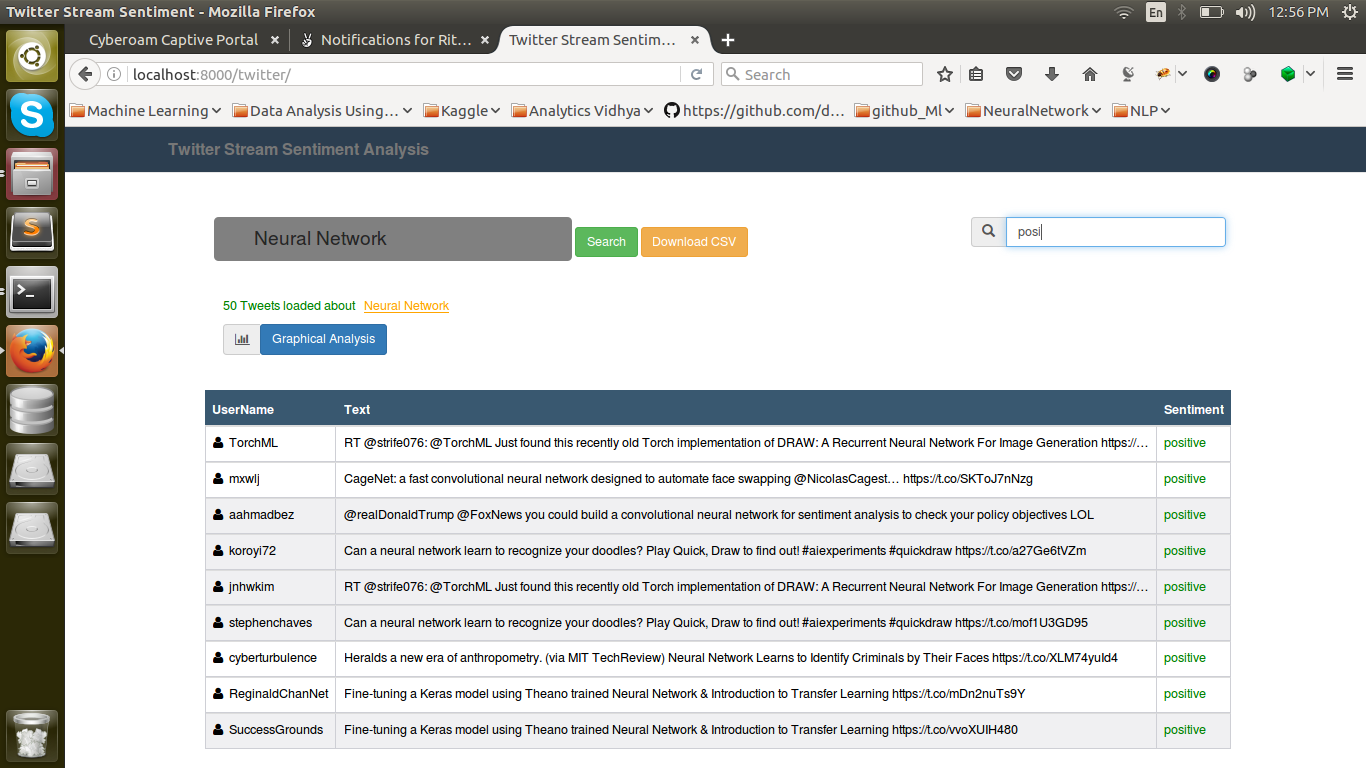 Twitter Stream Sentiment - Mozilla Firefox En 12:56 PM
Cyberoam Captive Portal × Notifications for Rit… × Twitter Stream Sentim… × +
localhost:8000/twitter/ Search
Machine Learning Data Analysis Using… Kaggle Analytics Vidhya https://github.com/d… github_Ml NeuralNetwork NLP
Twitter Stream Sentiment Analysis
Neural Network Search Download CSV posi
50 Tweets loaded about Neural Network
Graphical Analysis
UserName Text Sentiment
TorchML RT @strife076: @TorchML Just found this recently old Torch implementation of DRAW: A Recurrent Neural Network For Image Generation https://… positive
mxwlj CageNet: a fast convolutional neural network designed to automate face swapping @NicolasCagest… https://t.co/SKToJ7nNzg positive
aahmadbez @realDonaldTrump @FoxNews you could build a convolutional neural network for sentiment analysis to check your policy objectives LOL positive
koroyi72 Can a neural network learn to recognize your doodles? Play Quick, Draw to find out! #aiexperiments #quickdraw https://t.co/a27Ge6tVZm positive
jnhwkim RT @strife076: @TorchML Just found this recently old Torch implementation of DRAW: A Recurrent Neural Network For Image Generation https://… positive
stephenchaves Can a neural network learn to recognize your doodles? Play Quick, Draw to find out! #aiexperiments #quickdraw https://t.co/mof1U3GD95 positive
cyberturbulence Heralds a new era of anthropometry. (via MIT TechReview) Neural Network Learns to Identify Criminals by Their Faces https://t.co/XLM74yuId4 positive
ReginaldChanNet Fine-tuning a Keras model using Theano trained Neural Network & Introduction to Transfer Learning https://t.co/mDn2nuTs9Y positive
SuccessGrounds Fine-tuning a Keras model using Theano trained Neural Network & Introduction to Transfer Learning https://t.co/vvoXUIH480 positive